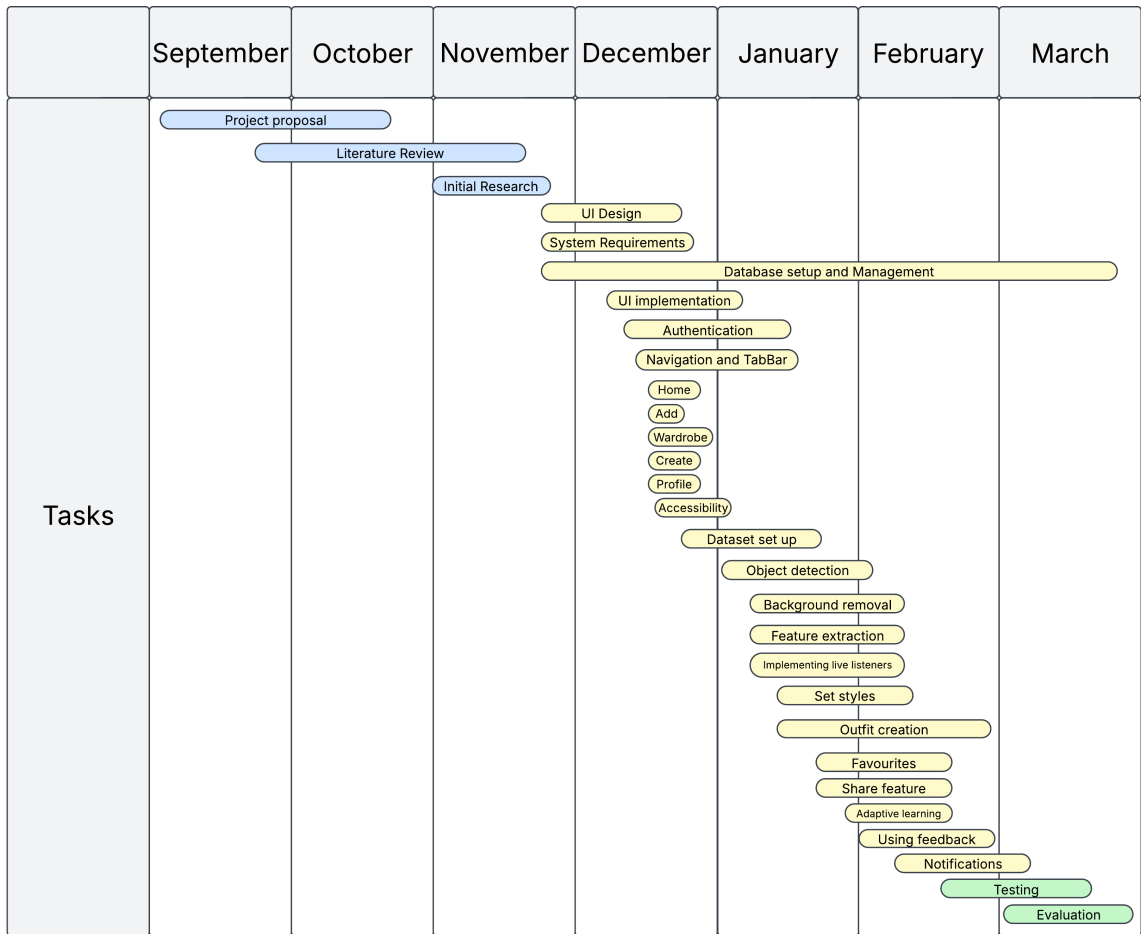 September October November December January February March
Project proposal
Literature Review
Initial Research
UI Design
System Requirements
Database setup and Management
UI implementation
Authentication
Navigation and TabBar
Home
Add
Wardrobe
Create
Profile
Accessibility
Tasks
Dataset set up
Object detection
Background removal
Feature extraction
Implementing live listeners
Set styles
Outfit creation
Favourites
Share feature
Adaptive learning
Using feedback
Notifications
Testing
Evaluation